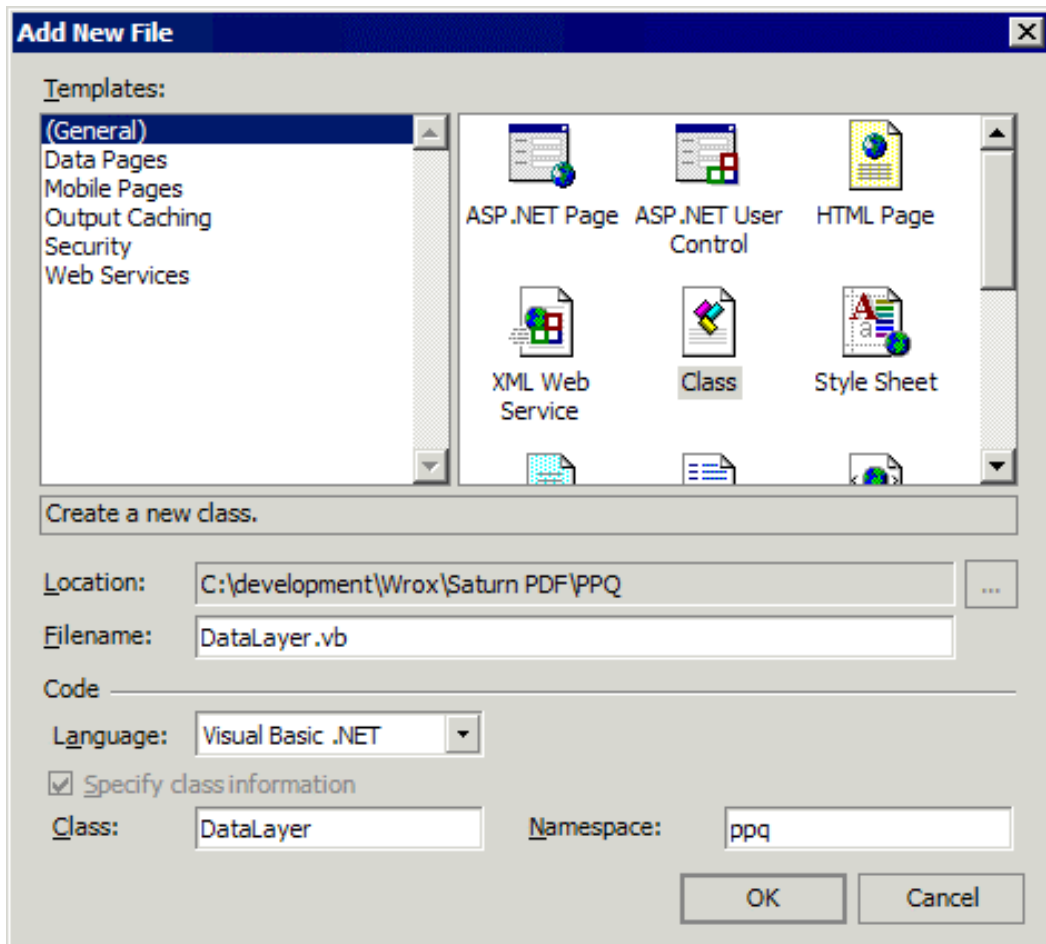 Add New File
Templates:
(General)
Data Pages
Mobile Pages
Output Caching
Security
Web Services
ASP.NET Page
ASP.NET User
Control
HTML Page
XML Web
Service
Class
Style Sheet
Create a new class.
Location:
C:\development\Wrox\Saturn PDF\PPQ
...
Filename:
DataLayer.vb
Code
Language:
Visual Basic .NET
Specify class information
Class:
DataLayer
Namespace:
ppq
OK
Cancel